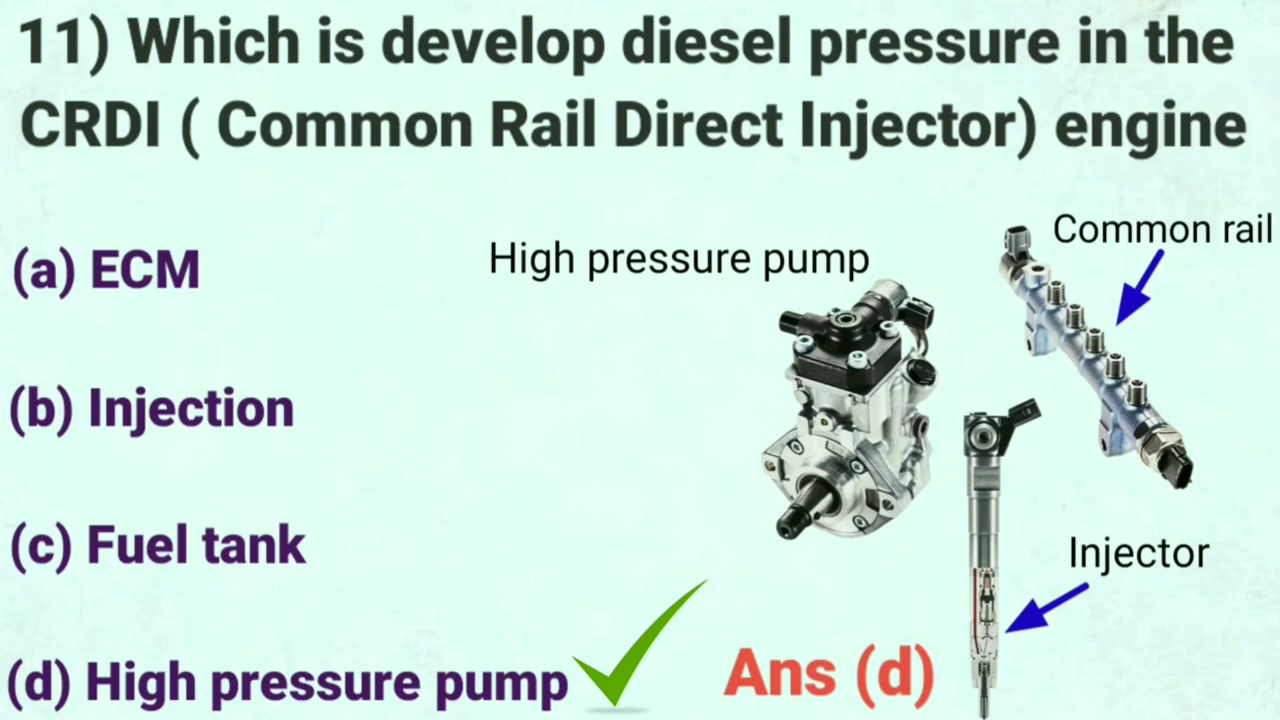 11) Which is develop diesel pressure in the
CRDI ( Common Rail Direct Injector) engine
Common rail
(a) ECM
High pressure pump
(b) Injection
(c) Fuel tank
Injector
(d) High pressure pump
Ans (d)